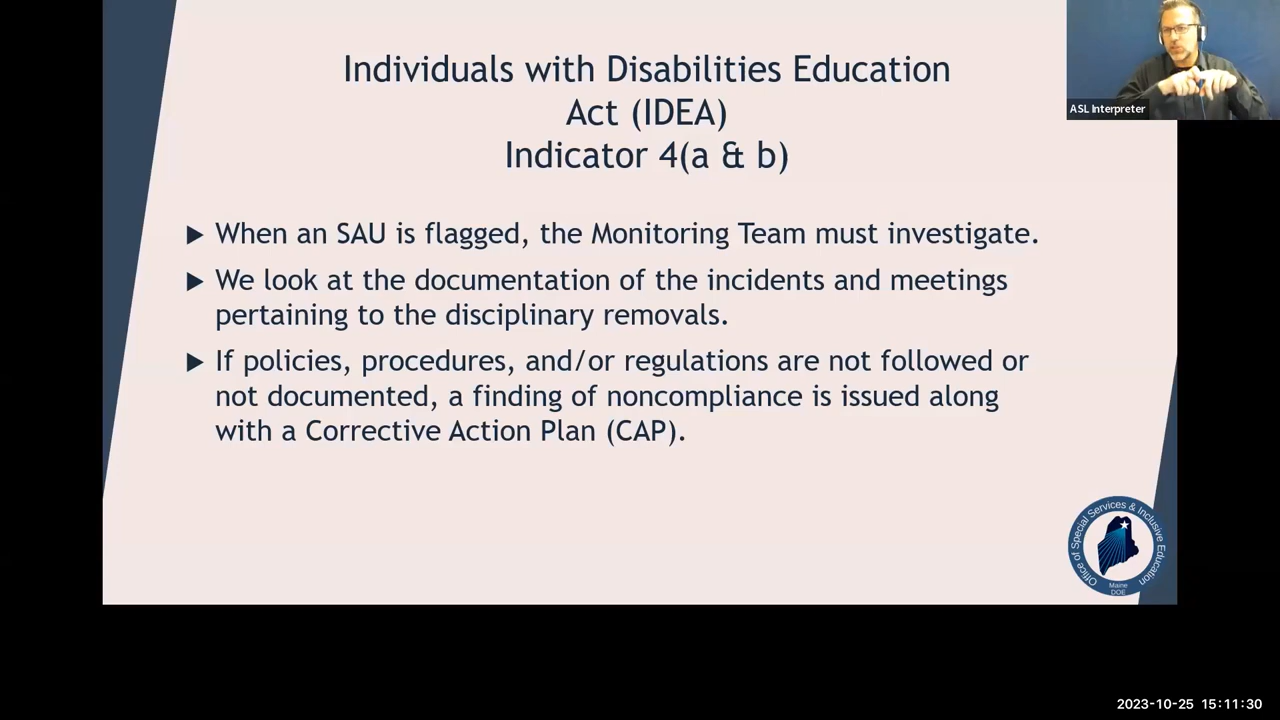 Individuals with Disabilities Education
Act (IDEA)
Indicator 4(a & b)
ASL Interpreter
▶ When an SAU is flagged, the Monitoring Team must investigate.
▶ We look at the documentation of the incidents and meetings
pertaining to the disciplinary removals.
▶ If policies, procedures, and/or regulations are not followed or
not documented, a finding of noncompliance is issued along
with a Corrective Action Plan (CAP).
Office of Special Services & Inclusive Education
Maine
DOE
2023-10-25 15:11:30